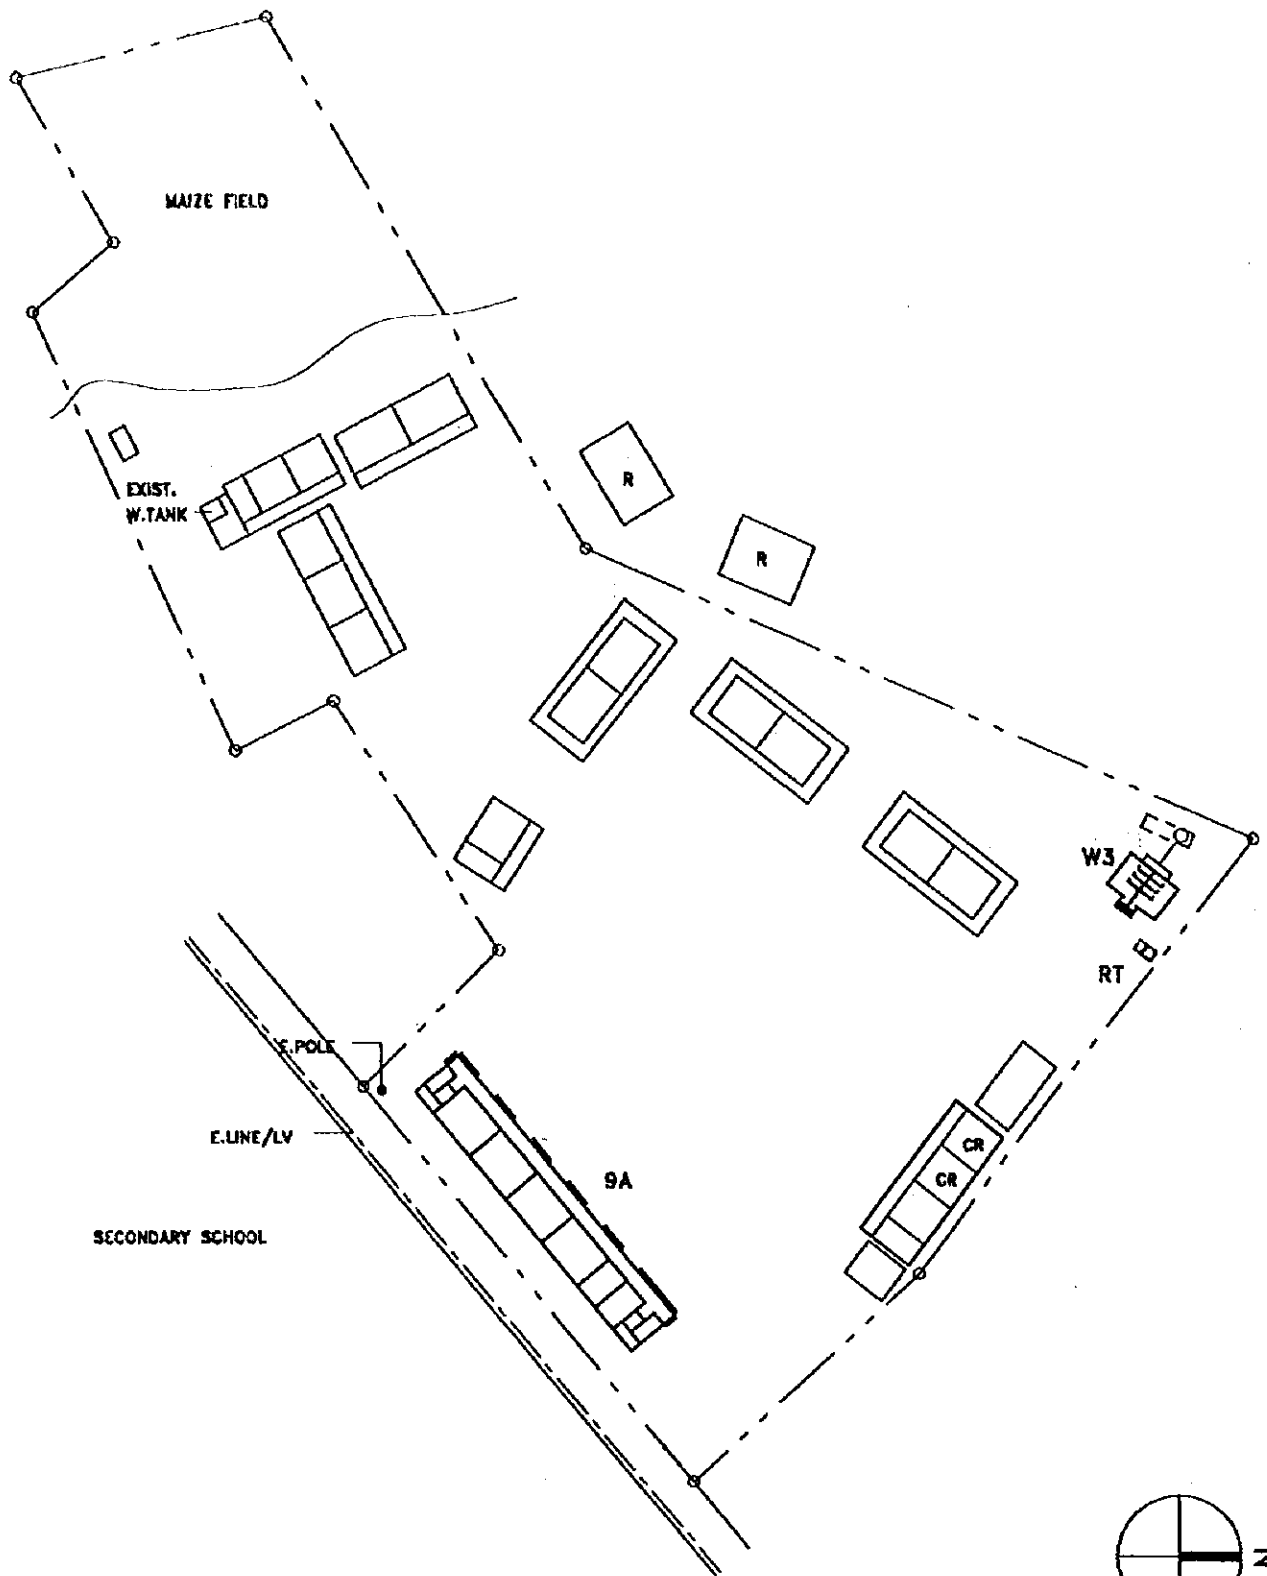 MAIZE FIELD
EXIST.
W.TANK
R
R
W3
RT
E.POLE
E.LINE/LV
9A
CR
CR
SECONDARY SCHOOL
N